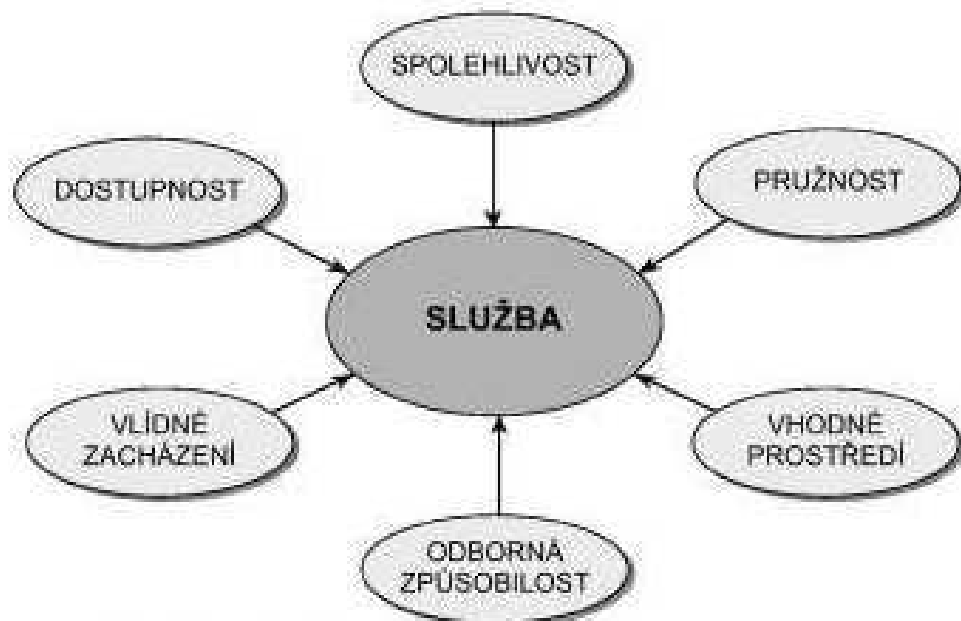 SPOLEHLIVOST
DOSTUPNOST
PRUŽNOST
SLUŽBA
VLÍDNÉ
ZACHÁZENÍ
VHODNÉ
PROSTŘEDÍ
ODBORNÁ
ZPŮSOBILOST